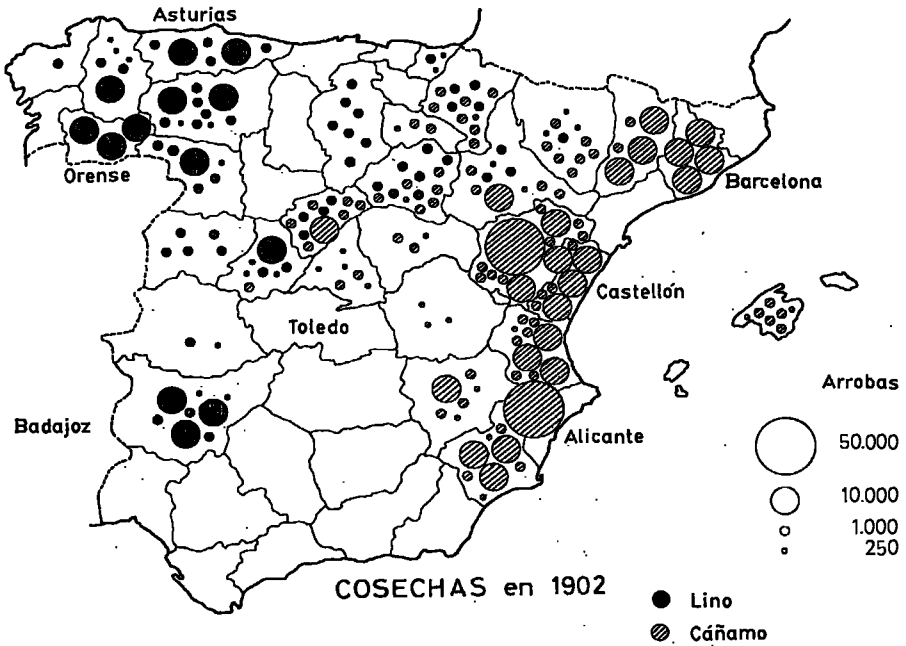 Asturias
Orense
Barcelona
Castellón
Toledo
Badajoz
Alicante
Arrobas
50.000
10.000
1.000
250
COSECHAS en 1902
Lino
Cáñamo